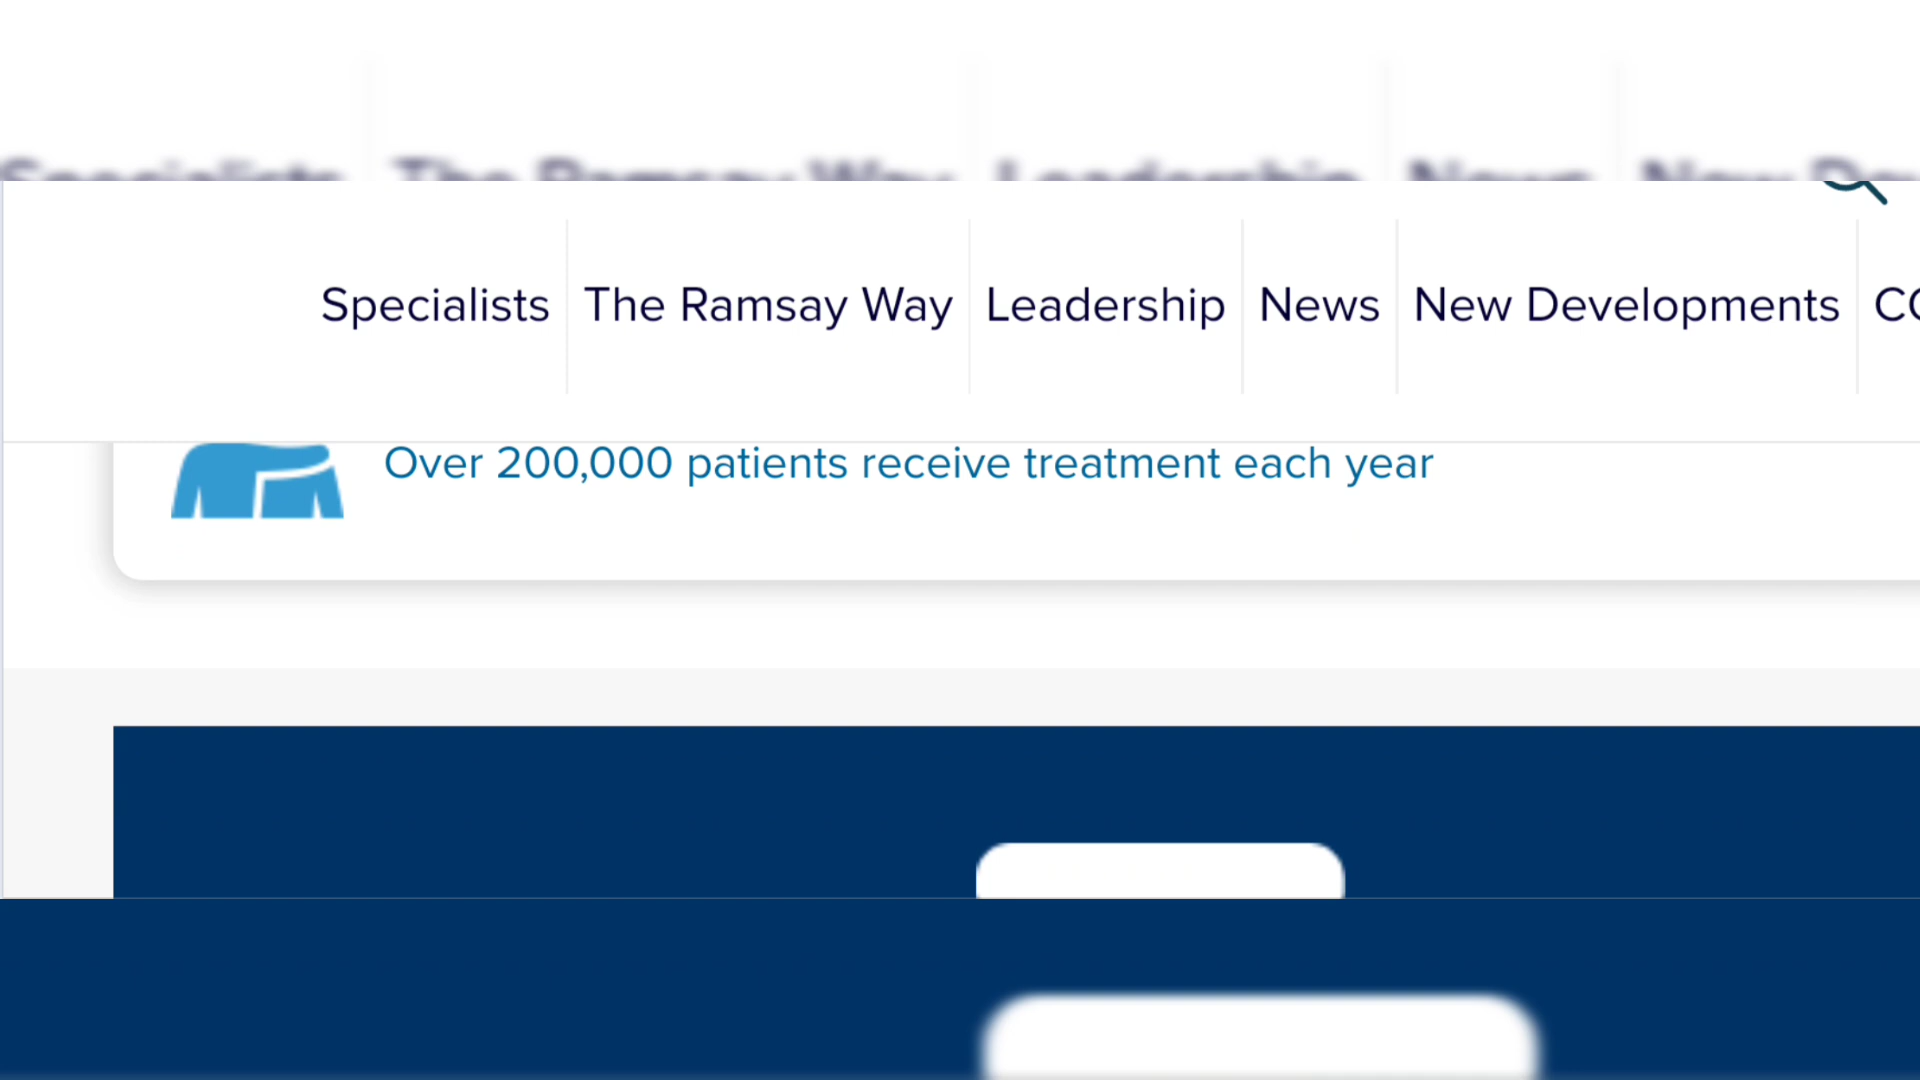 Specialists The Ramsay Way Leadership News New Developments
Over 200,000 patients receive treatment each year